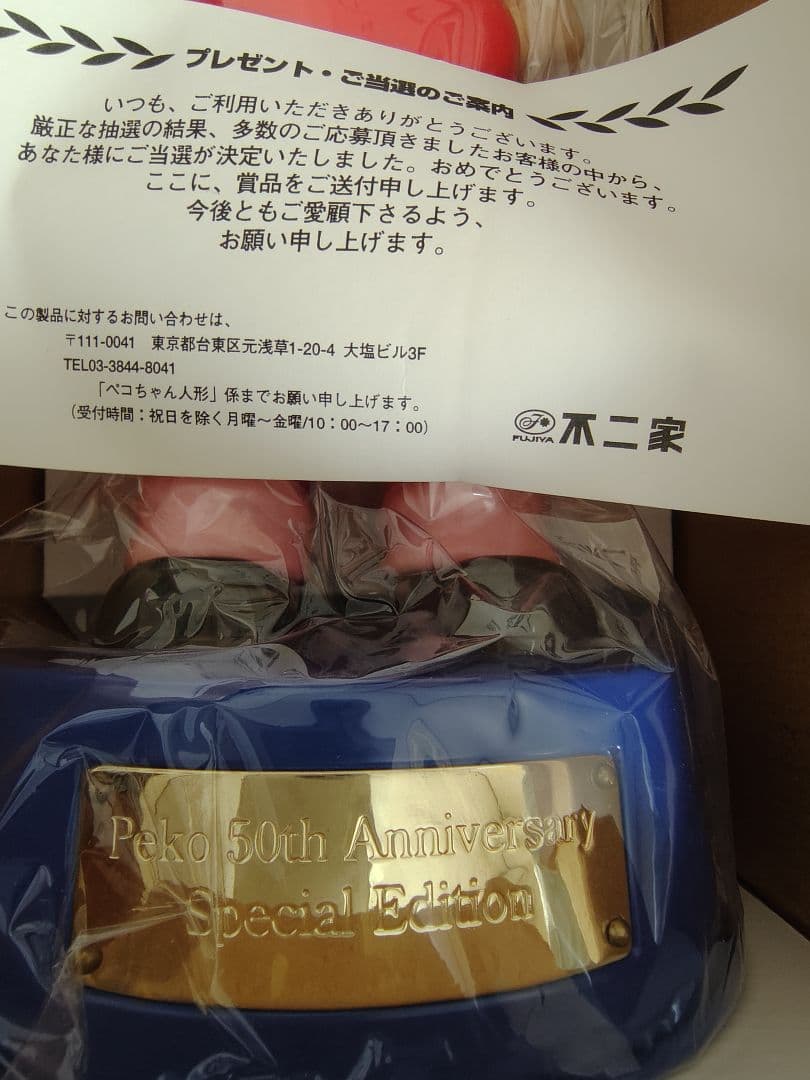 プレゼント・ご当選のご案内
いつも、ご利用いただきありがとうございます。
厳正な抽選の結果、多数のご応募頂きましたお客様の中から、
あなた様にご当選が決定いたしました。おめでとうございます。
ここに、賞品をご送付申し上げます。
今後ともご愛顧下さるよう、
お願い申し上げます。
この製品に対するお問い合わせは、
〒111-0041 東京都台東区元浅草1-20-4 大塩ビル3F
TEL03-3844-8041
「ペコちゃん人形」係までお願い申し上げます。
(受付時間:祝日を除く月曜〜金曜/10:00〜17:00)
FUJIYA 不二家
Peko 50th Anniversary
Special Edition